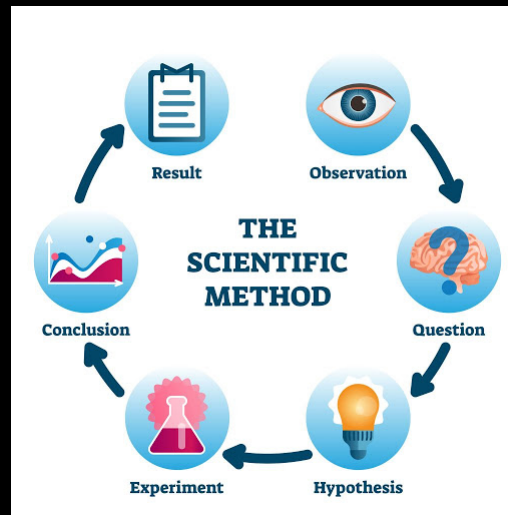 Result
Observation
THE
SCIENTIFIC
METHOD
Conclusion
Question
Experiment
Hypothesis